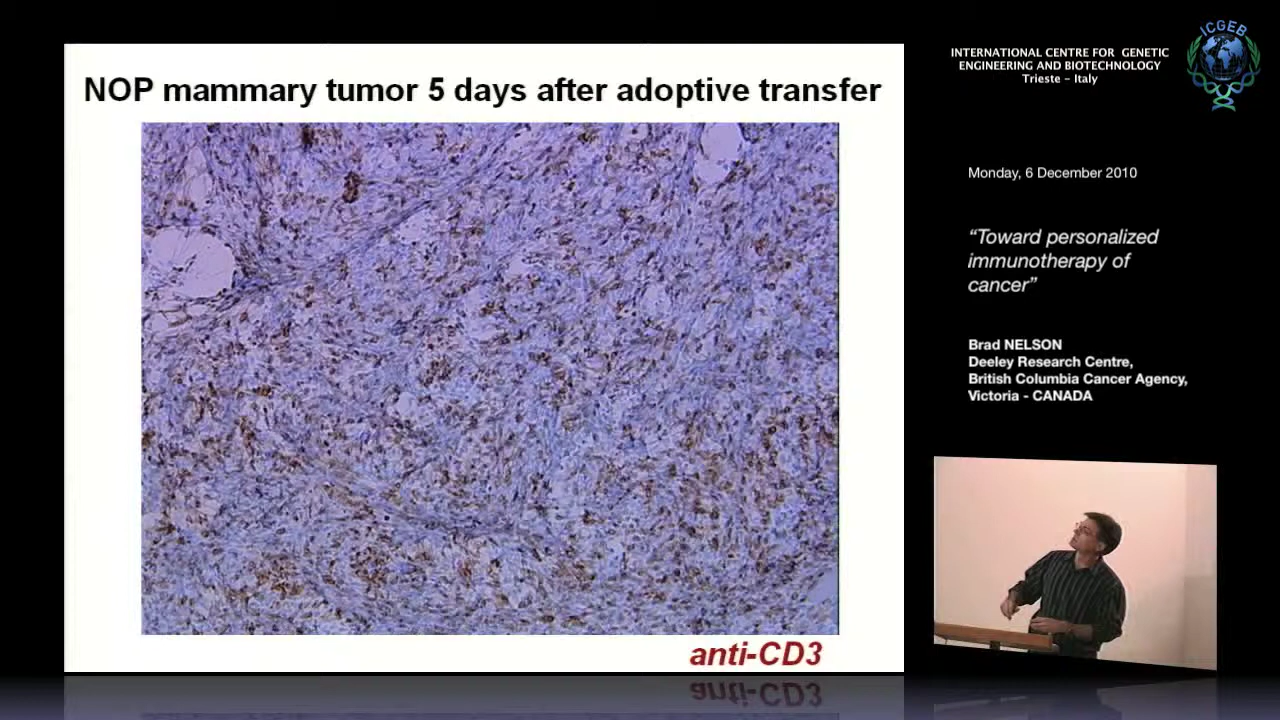 NOP mammary tumor 5 days after adoptive transfer
anti-CD3
ICGEB
INTERNATIONAL CENTRE FOR GENETIC
ENGINEERING AND BIOTECHNOLOGY
Trieste - Italy
Monday, 6 December 2010
“Toward personalized
immunotherapy of
cancer”
Brad NELSON
Deeley Research Centre,
British Columbia Cancer Agency,
Victoria - CANADA